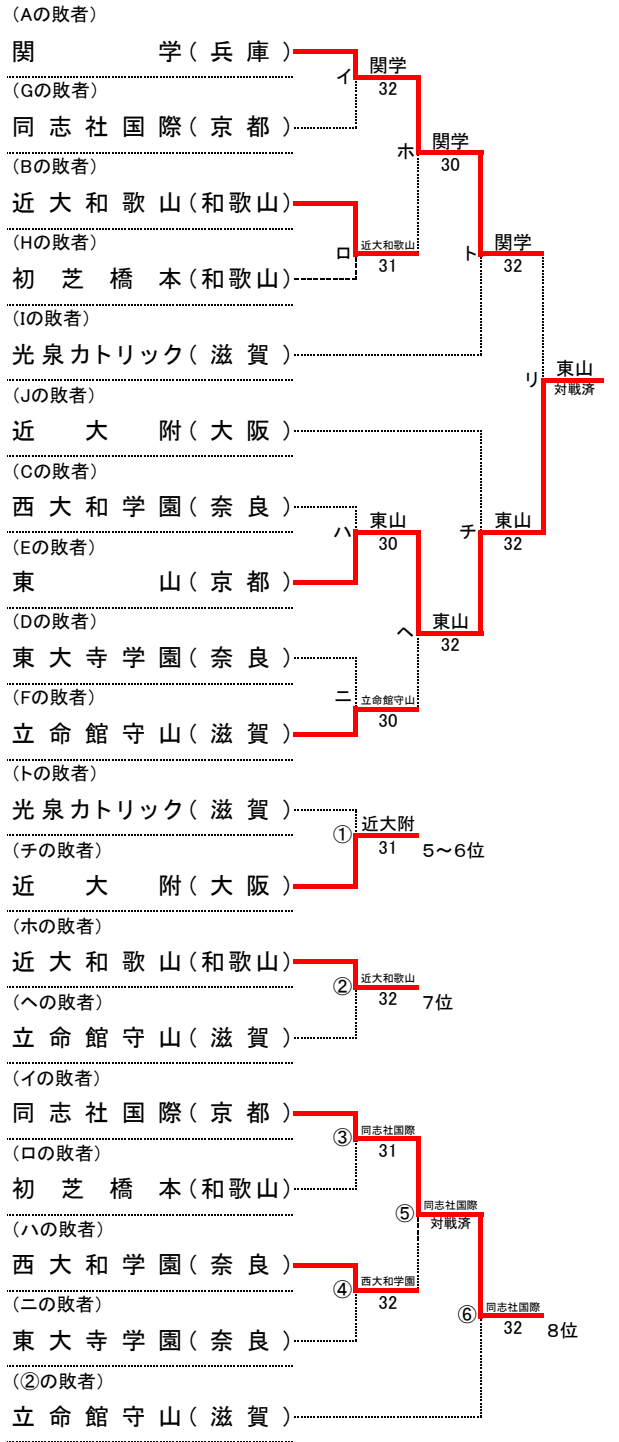 (Aの敗者)
関学(兵庫)
イ 関学
32
(Gの敗者)
同志社国際(京都)
ホ 関学
30
(Bの敗者)
近大和歌山(和歌山)
(Hの敗者)
ロ 近大和歌山
31
ト 関学
32
初芝橋本(和歌山)
(Iの敗者)
光泉カトリック(滋賀)
リ 東山
対戦済
(Jの敗者)
近大附(大阪)
(Cの敗者)
西大和学園(奈良)
ハ 東山
30
チ 東山
32
(Eの敗者)
東山(京都)
(Dの敗者)
ヘ 東山
32
東大寺学園(奈良)
(Fの敗者)
ニ 立命館守山
30
立命館守山(滋賀)
(トの敗者)
光泉カトリック(滋賀)
① 近大附
31 5~6位
(チの敗者)
近大附(大阪)
(ホの敗者)
近大和歌山(和歌山)
② 近大和歌山
32 7位
(ヘの敗者)
立命館守山(滋賀)
(イの敗者)
同志社国際(京都)
③ 同志社国際
31
(ロの敗者)
初芝橋本(和歌山)
⑤ 同志社国際
対戦済
(ハの敗者)
西大和学園(奈良)
④ 西大和学園
32
(ニの敗者)
⑥ 同志社国際
32 8位
東大寺学園(奈良)
(②の敗者)
立命館守山(滋賀)